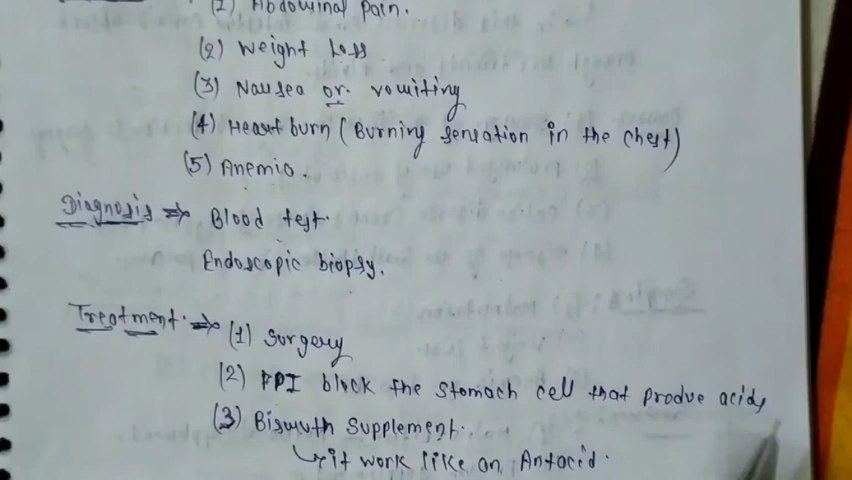 (1) Abdominal Pain.
(2) Weight Loss
(3) Nausea or vomiting
(4) Heart burn (Burning sensation in the chest)
(5) Anemia.
Diagnosis ⇒ Blood test.
Endoscopic biopsy.
Treatment ⇒ (1) Surgery
(2) PPI block the stomach cell that produe acids
(3) Bismuth Supplement.
↳ it work like an Antacid.